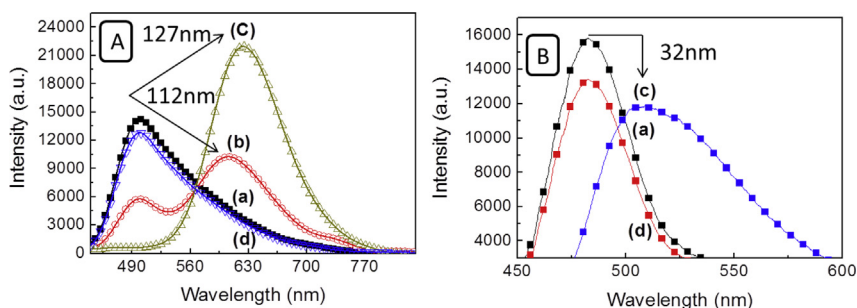 A
127nm
(C)
112nm
(b)
(a)
(d)
24000
21000
18000
15000
12000
9000
6000
3000
0
Intensity (a.u.)
490
560
630
700
770
Wavelength (nm)
B
32nm
(c)
(a)
(d)
16000
14000
12000
10000
8000
6000
4000
Intensity (a.u.)
450
500
550
600
Wavelength (nm)